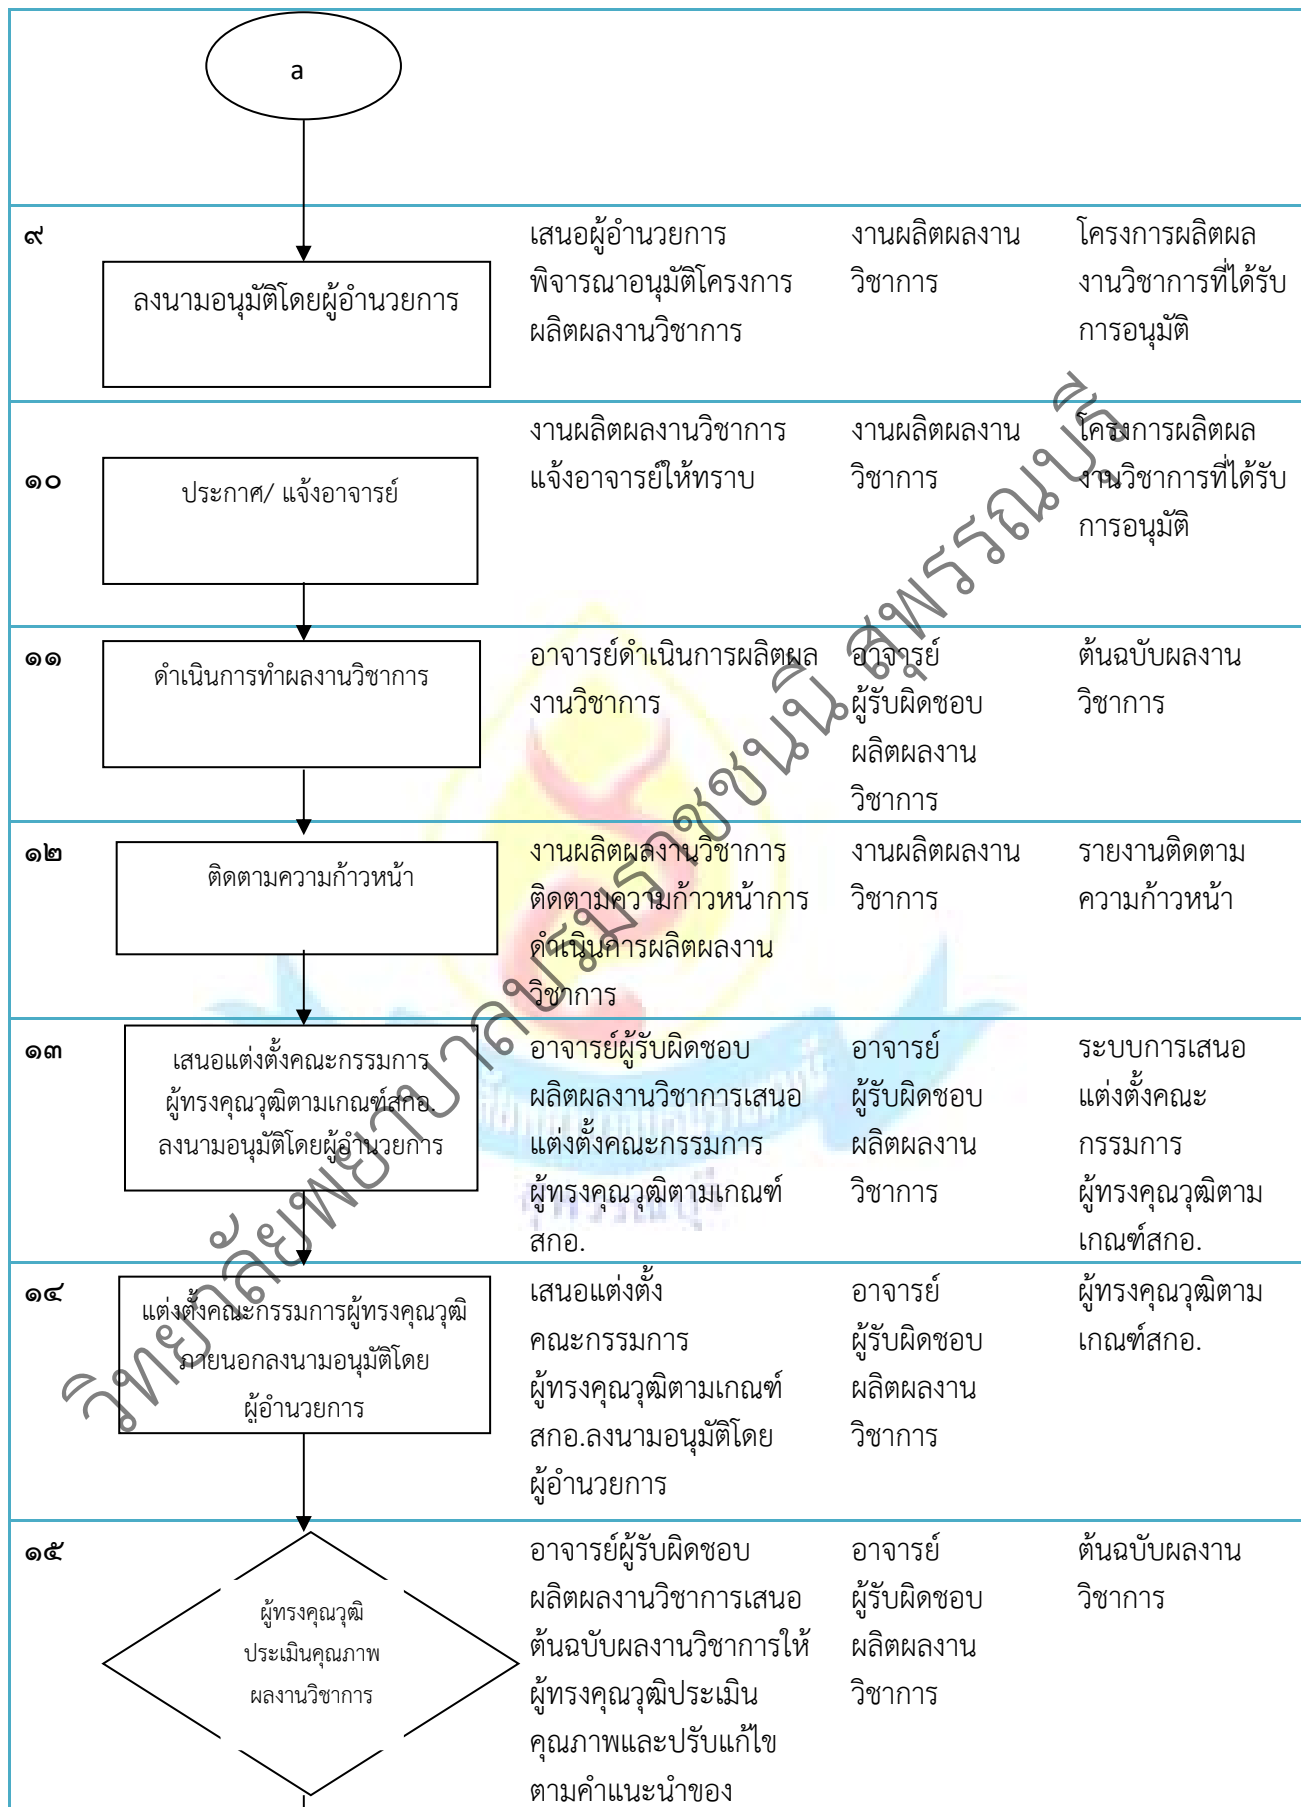 a
๙
ลงนามอนุมัติโดยผู้อำนวยการ
เสนอผู้อำนวยการ
พิจารณาอนุมัติโครงการ
ผลิตผลงานวิชาการ
งานผลิตผลงาน
วิชาการ
โครงการผลิตผล
งานวิชาการที่ได้รับ
การอนุมัติ
๑๐
ประกาศ/ แจ้งอาจารย์
งานผลิตผลงานวิชาการ
แจ้งอาจารย์ให้ทราบ
งานผลิตผลงาน
วิชาการ
โครงการผลิตผล
งานวิชาการที่ได้รับ
การอนุมัติ
๑๑
ดำเนินการทำผลงานวิชาการ
อาจารย์ดำเนินการผลิตผล
งานวิชาการ
อาจารย์
ผู้รับผิดชอบ
ผลิตผลงาน
วิชาการ
ต้นฉบับผลงาน
วิชาการ
๑๒
ติดตามความก้าวหน้า
งานผลิตผลงานวิชาการ
ติดตามความก้าวหน้าการ
ดำเนินการผลิตผลงาน
วิชาการ
งานผลิตผลงาน
วิชาการ
รายงานติดตาม
ความก้าวหน้า
๑๓
เสนอแต่งตั้งคณะกรรมการ
ผู้ทรงคุณวุฒิตามเกณฑ์สกอ.
ลงนามอนุมัติโดยผู้อำนวยการ
อาจารย์ผู้รับผิดชอบ
ผลิตผลงานวิชาการเสนอ
แต่งตั้งคณะกรรมการ
ผู้ทรงคุณวุฒิตามเกณฑ์
สกอ.
อาจารย์
ผู้รับผิดชอบ
ผลิตผลงาน
วิชาการ
ระบบการเสนอ
แต่งตั้งคณะ
กรรมการ
ผู้ทรงคุณวุฒิตาม
เกณฑ์สกอ.
๑๔
แต่งตั้งคณะกรรมการผู้ทรงคุณวุฒิ
ภายนอกลงนามอนุมัติโดย
ผู้อำนวยการ
เสนอแต่งตั้ง
คณะกรรมการ
ผู้ทรงคุณวุฒิตามเกณฑ์
สกอ.ลงนามอนุมัติโดย
ผู้อำนวยการ
อาจารย์
ผู้รับผิดชอบ
ผลิตผลงาน
วิชาการ
ผู้ทรงคุณวุฒิตาม
เกณฑ์สกอ.
๑๕
ผู้ทรงคุณวุฒิ
ประเมินคุณภาพ
ผลงานวิชาการ
อาจารย์ผู้รับผิดชอบ
ผลิตผลงานวิชาการเสนอ
ต้นฉบับผลงานวิชาการให้
ผู้ทรงคุณวุฒิประเมิน
คุณภาพและปรับแก้ไข
ตามคำแนะนำของ
อาจารย์
ผู้รับผิดชอบ
ผลิตผลงาน
วิชาการ
ต้นฉบับผลงาน
วิชาการ
วิทยาลัยพยาบาลบรมราชชนนี สุพรรณบุรี